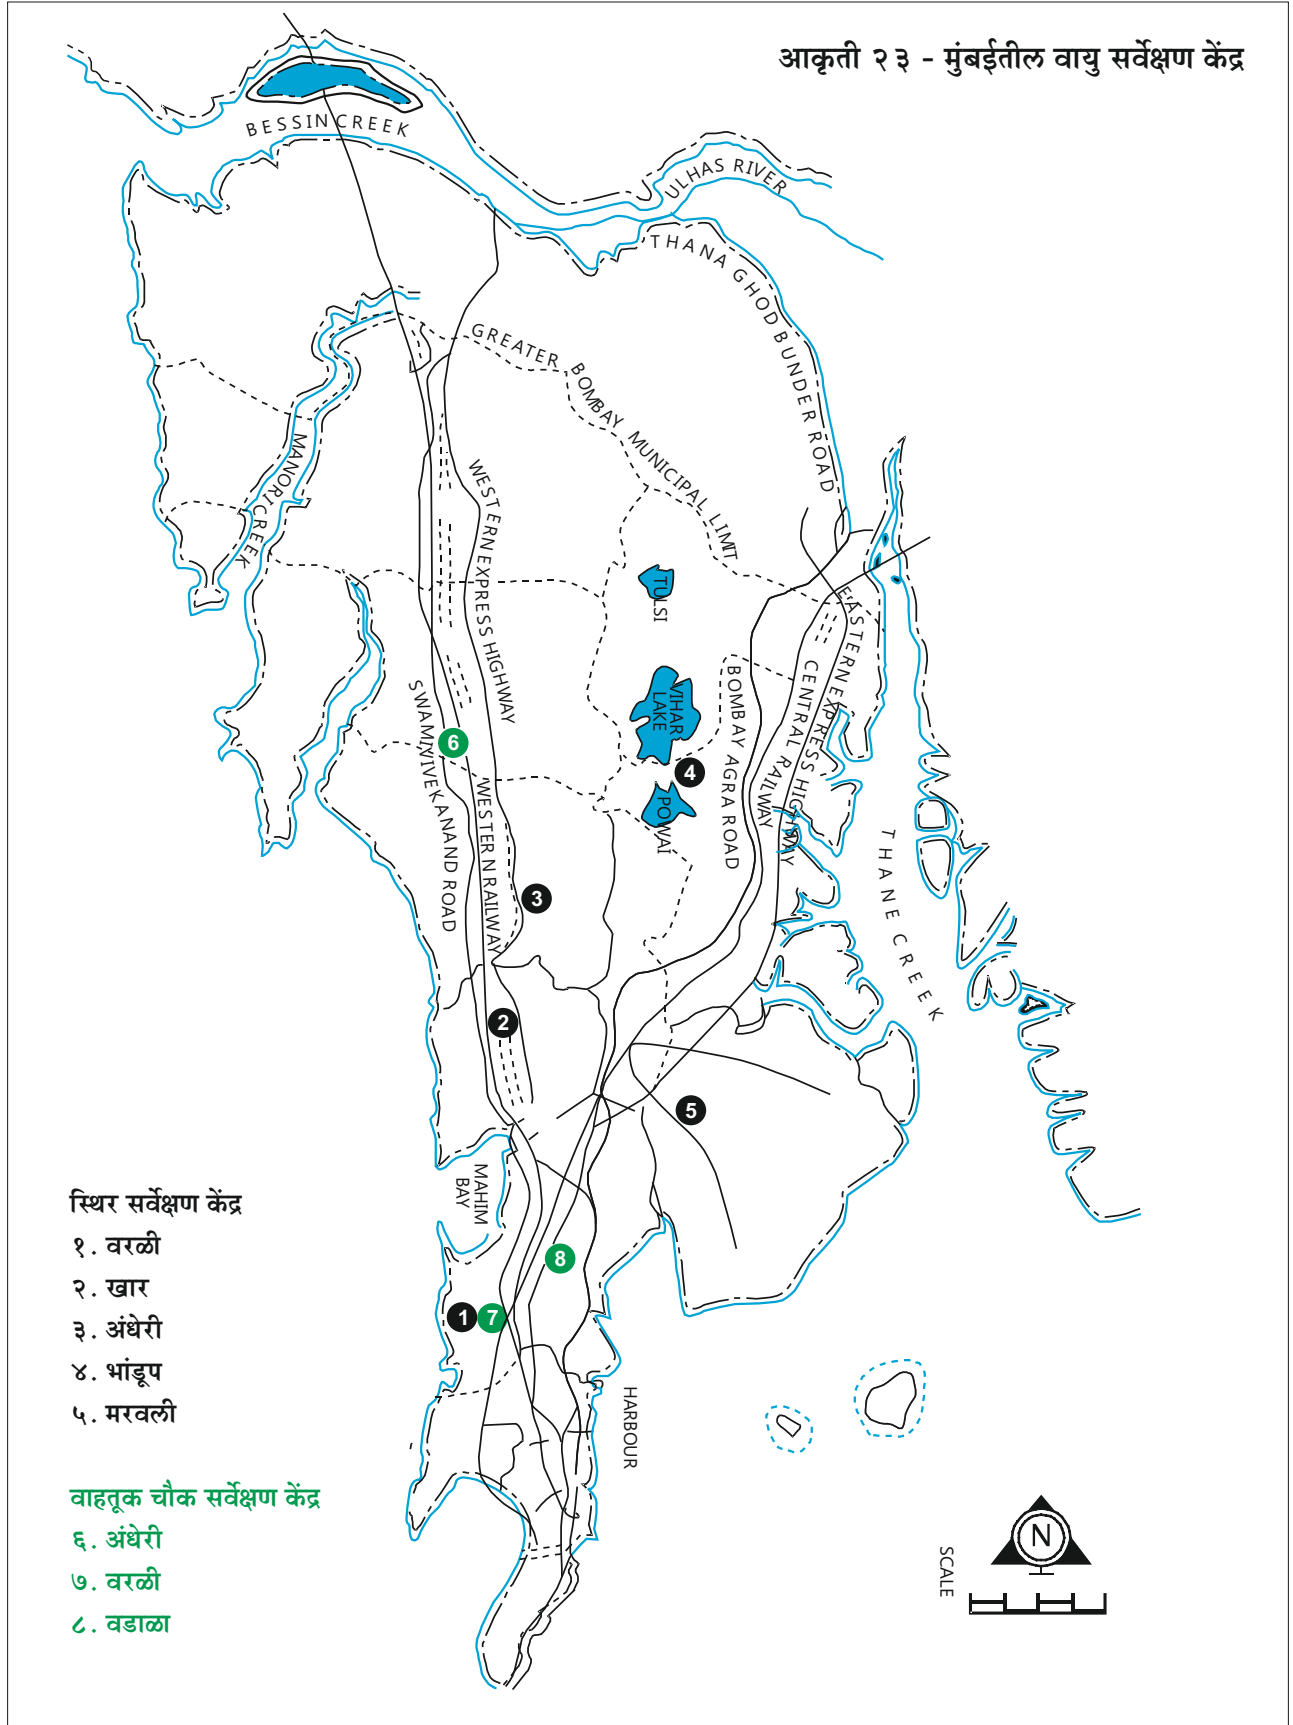 आकृती २३ - मुंबईतील वायु सर्वेक्षण केंद्र
BESSIN CREEK
ULHAS RIVER
THANA GHODBUNDER ROAD
GREATER BOMBAY MUNICIPAL LIMIT
MANORI CREEK
WESTERN EXPRESS HIGHWAY
TULSI
EASTERN EXPRESS HIGHWAY
CENTRAL RAILWAY
BOMBAY AGRA ROAD
VIHAR
LAKE
SWAMI VIVEKANAND ROAD
6
4
WESTERN RAILWAY
POWAI
THANE CREEK
3
2
5
MAHIM
BAY
स्थिर सर्वेक्षण केंद्र
१. वरळी
२. खार
३. अंधेरी
४. भांडूप
५. मरवली
8
1
7
HARBOUR
वाहतूक चौक सर्वेक्षण केंद्र
६. अंधेरी
७. वरळी
८. वडाळा
N
SCALE